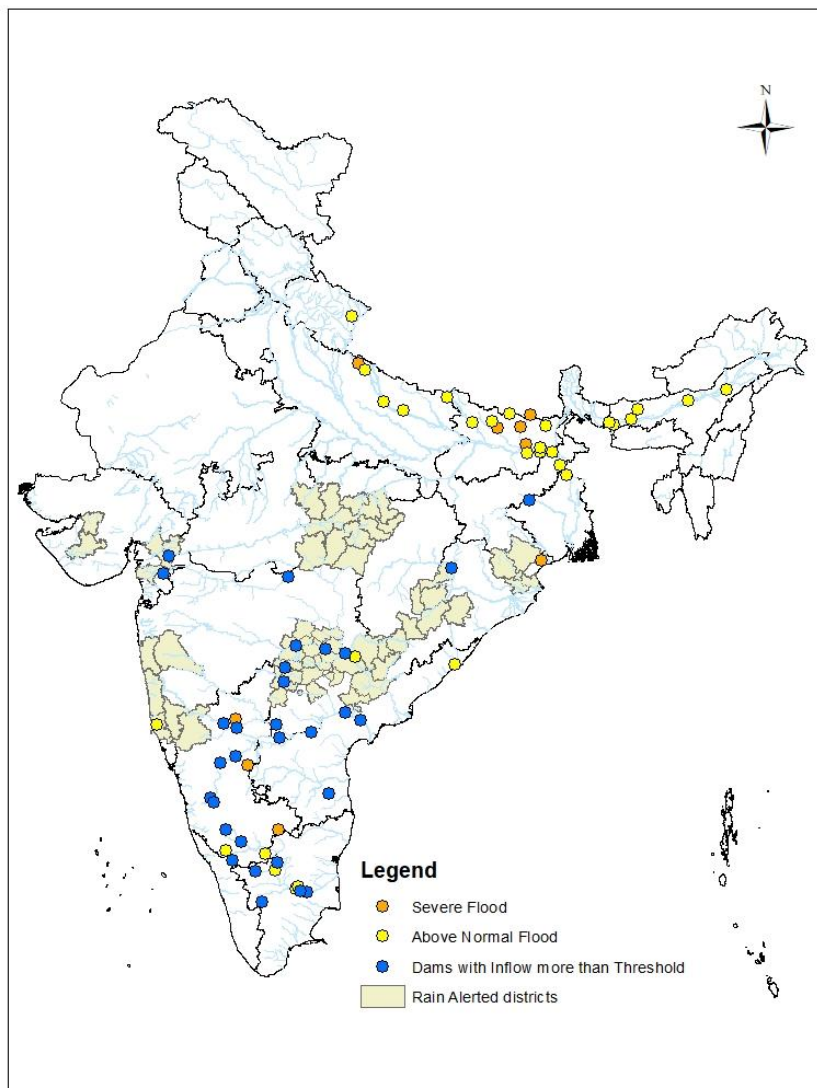 N
Legend
Severe Flood
Above Normal Flood
Dams with Inflow more than Threshold
Rain Alerted districts